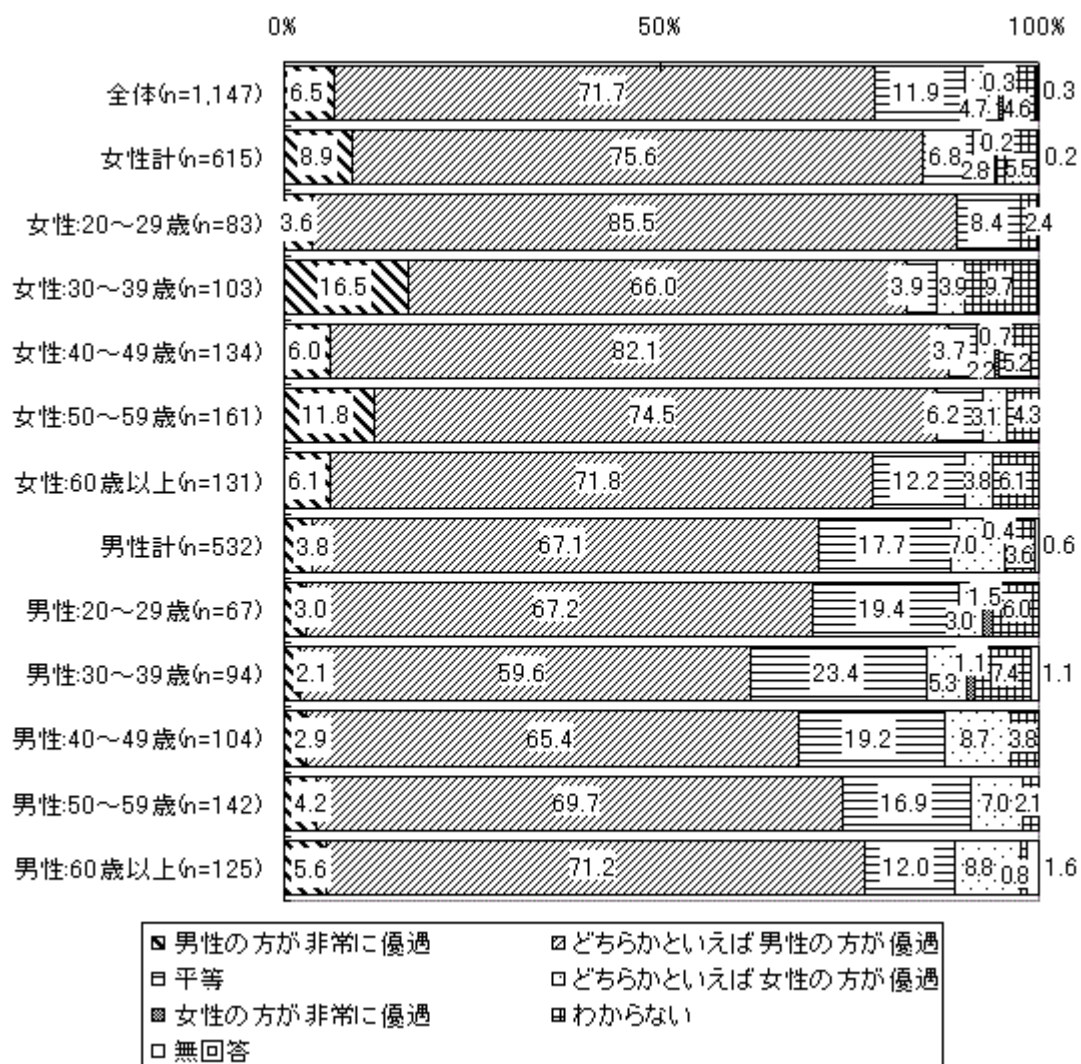 0% 50% 100%
全体(n=1,147) 6.5 71.7 11.9 4.7 0.3 4.6 0.3
女性計(n=615) 8.9 75.6 6.8 2.8 0.2 5.5 0.2
女性:20～29歳(n=83) 3.6 85.5 8.4 2.4
女性:30～39歳(n=103) 16.5 66.0 3.9 3.9 9.7
女性:40～49歳(n=134) 6.0 82.1 3.7 2.2 0.7 5.2
女性:50～59歳(n=161) 11.8 74.5 6.2 3.1 4.3
女性:60歳以上(n=131) 6.1 71.8 12.2 3.8 6.1
男性計(n=532) 3.8 67.1 17.7 7.0 0.4 3.6 0.6
男性:20～29歳(n=67) 3.0 67.2 19.4 3.0 1.5 6.0
男性:30～39歳(n=94) 2.1 59.6 23.4 5.3 1.1 7.4 1.1
男性:40～49歳(n=104) 2.9 65.4 19.2 8.7 3.8
男性:50～59歳(n=142) 4.2 69.7 16.9 7.0 2.1
男性:60歳以上(n=125) 5.6 71.2 12.0 8.8 0.8 1.6
男性の方が非常に優遇 どちらかといえば男性の方が優遇
平等 どちらかといえば女性の方が優遇
女性の方が非常に優遇 わからない
無回答